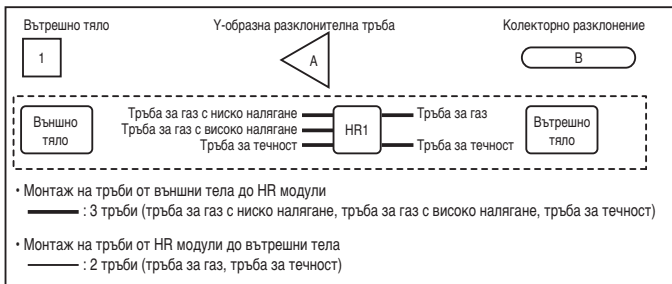 Вътрешно тяло
Y-образна разклонителна тръба
Колекторно разклонение
1
A
B
Външно
тяло
Тръба за газ с ниско налягане
Тръба за газ с високо налягане
Тръба за течност
HR1
Тръба за газ
Тръба за течност
Вътрешно
тяло
• Монтаж на тръби от външни тела до HR модули
: 3 тръби (тръба за газ с ниско налягане, тръба за газ с високо налягане, тръба за течност)
• Монтаж на тръби от HR модули до вътрешни тела
: 2 тръби (тръба за газ, тръба за течност)